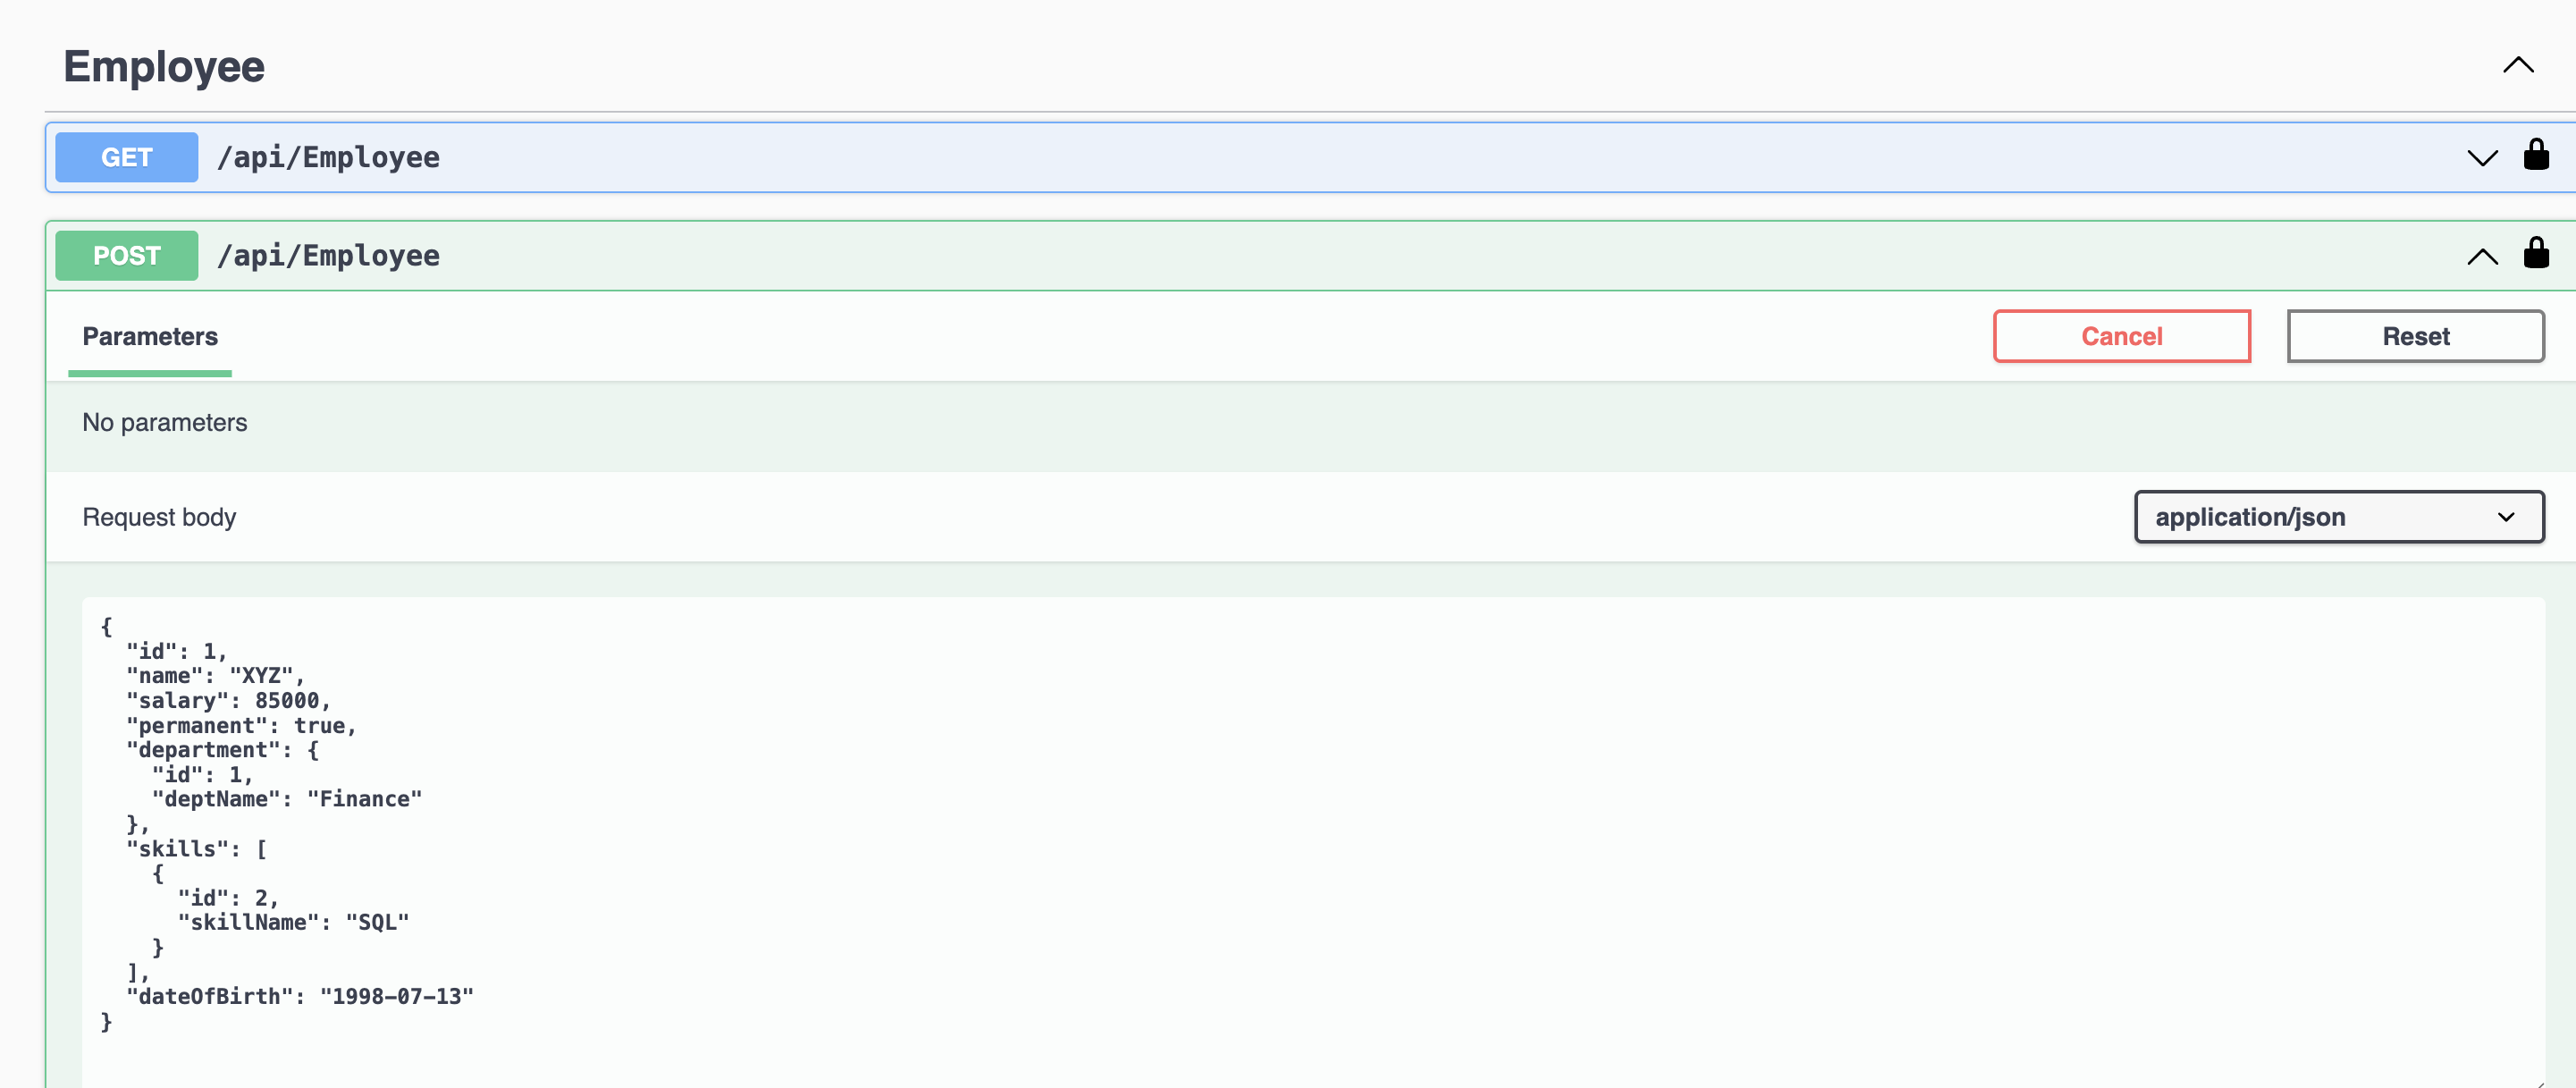 Employee
GET /api/Employee
POST /api/Employee
Parameters Cancel Reset
No parameters
Request body application/json
{
  "id": 1,
  "name": "XYZ",
  "salary": 85000,
  "permanent": true,
  "department": {
    "id": 1,
    "deptName": "Finance"
  },
  "skills": [
    {
      "id": 2,
      "skillName": "SQL"
    }
  ],
  "dateOfBirth": "1998-07-13"
}